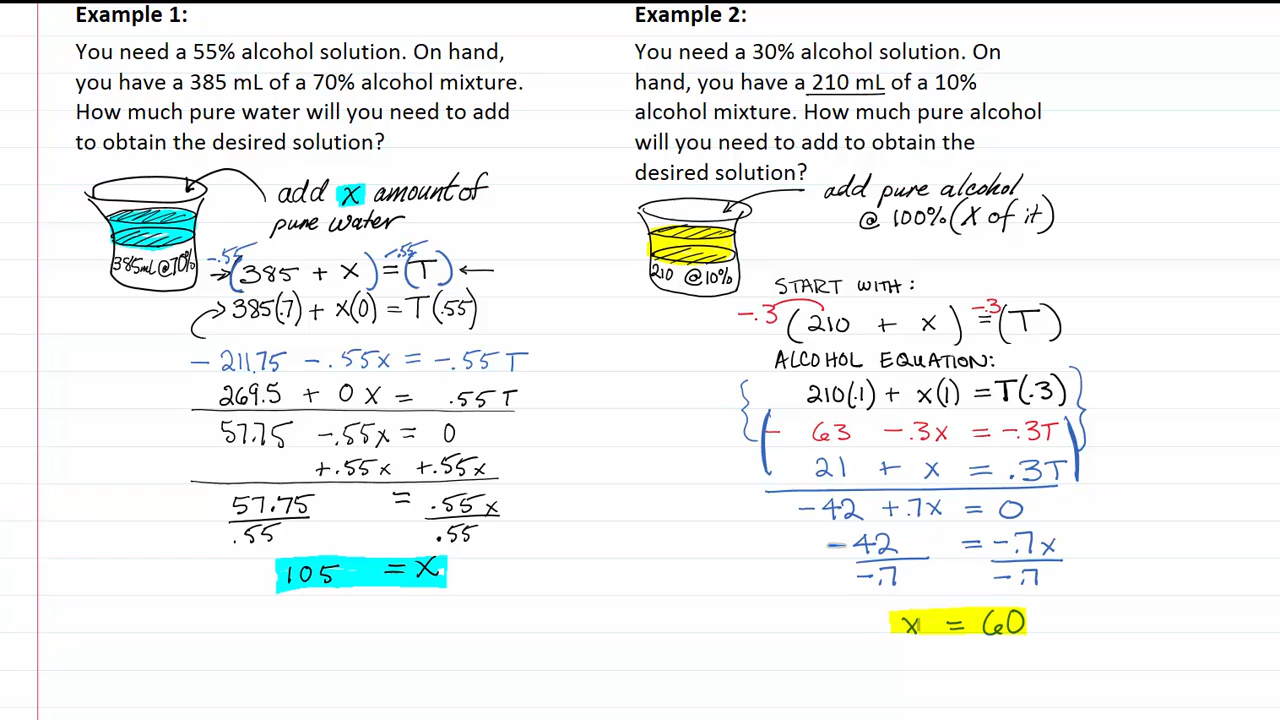 Example 1:
You need a 55% alcohol solution. On hand,
you have a 385 mL of a 70% alcohol mixture.
How much pure water will you need to add
to obtain the desired solution?
add x amount of
pure water
385mL@70%
-.55 (385 + x) = -.55 (T) ←
385(.7) + x(0) = T(.55)
- 211.75 - .55x = -.55T
269.5 + 0x = .55T
57.75 -.55x = 0
+.55x +.55x
57.75 = .55x
.55 .55
105 = x
Example 2:
You need a 30% alcohol solution. On
hand, you have a 210 mL of a 10%
alcohol mixture. How much pure alcohol
will you need to add to obtain the
desired solution?
add pure alcohol
@ 100% (X of it)
210 @10%
START WITH:
-.3 (210 + x) = -.3 (T)
ALCOHOL EQUATION:
210(.1) + x(1) = T(.3)
- 63 -.3x = -.3T
21 + x = .3T
-42 +.7x = 0
-42 = -.7x
-.7 -.7
x = 60